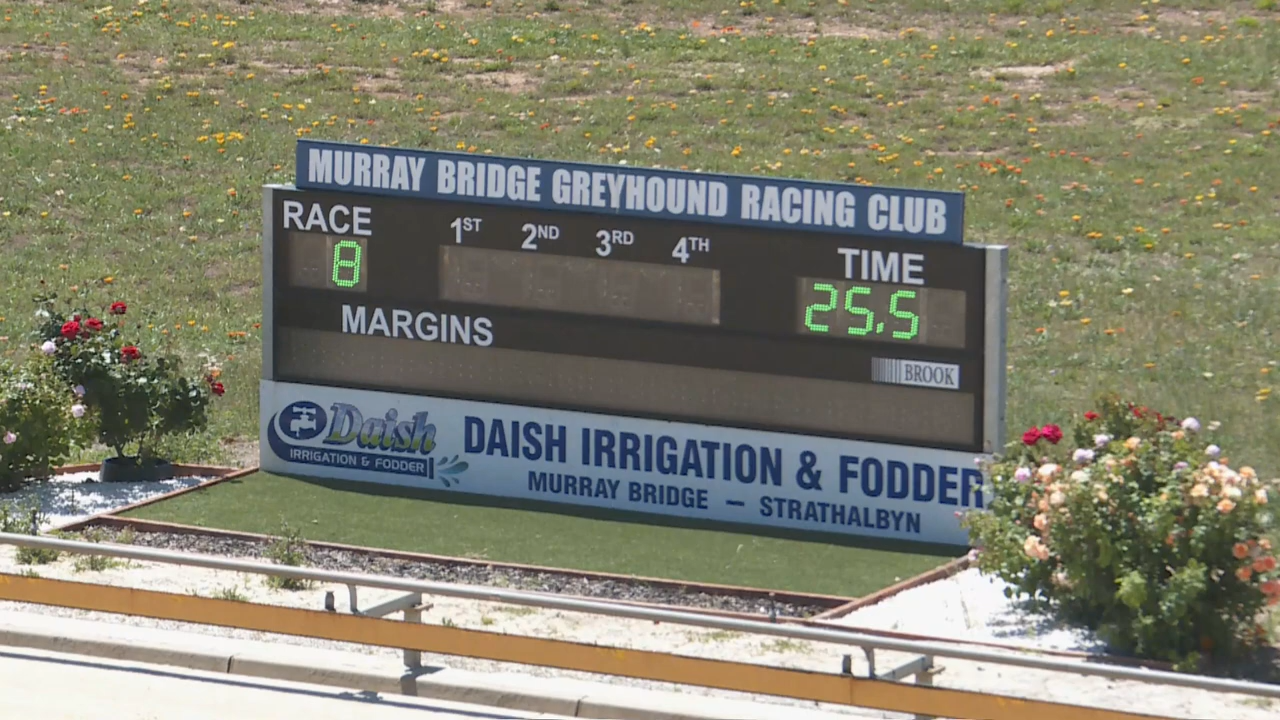 MURRAY BRIDGE GREYHOUND RACING CLUB
RACE 1ST 2ND 3RD 4TH TIME
8 25.5
MARGINS
BROOK
Daish
IRRIGATION & FODDER
DAISH IRRIGATION & FODDER
MURRAY BRIDGE – STRATHALBYN